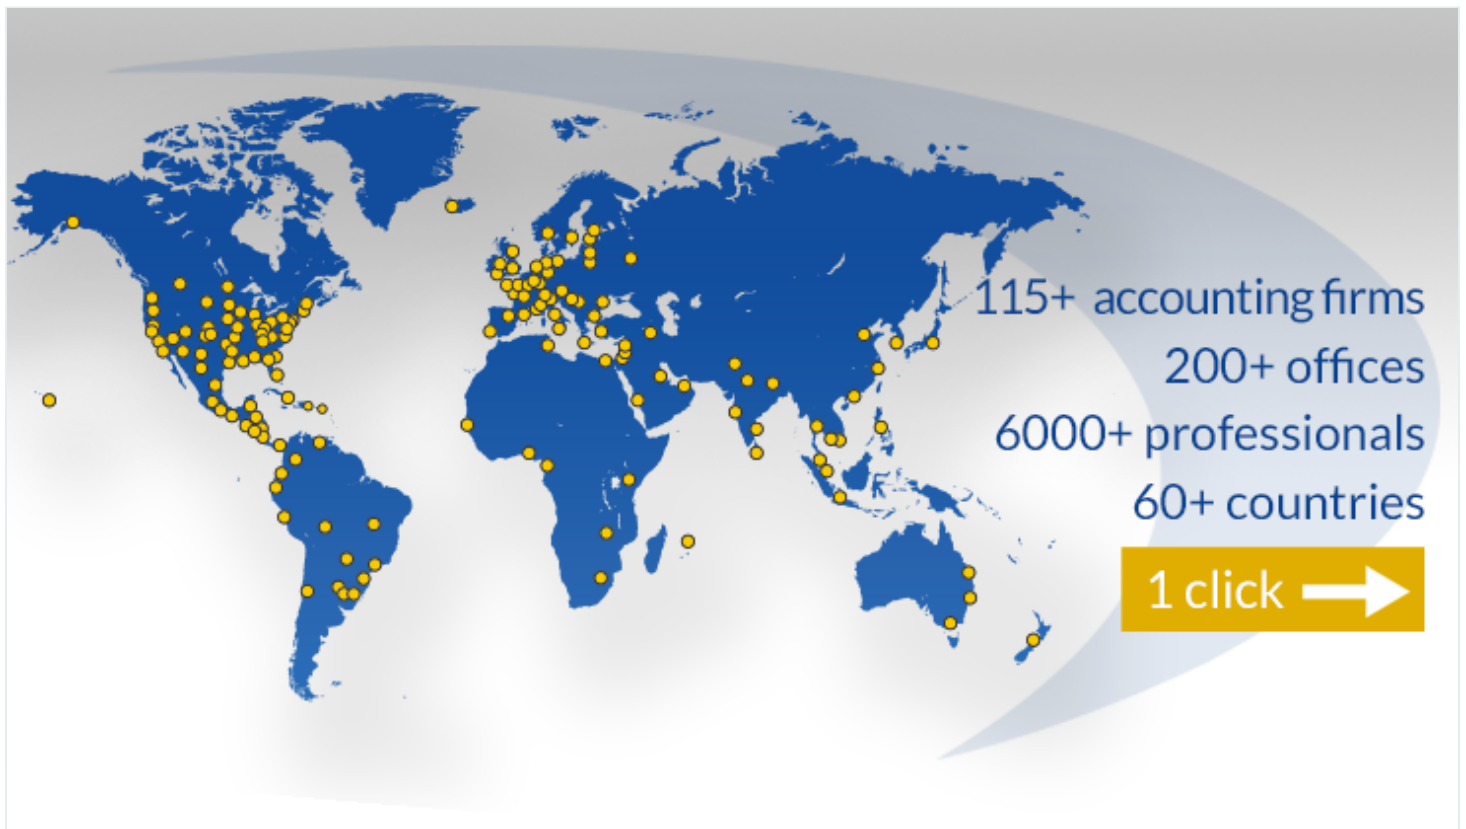 115+ accounting firms
200+ offices
6000+ professionals
60+ countries
1 click